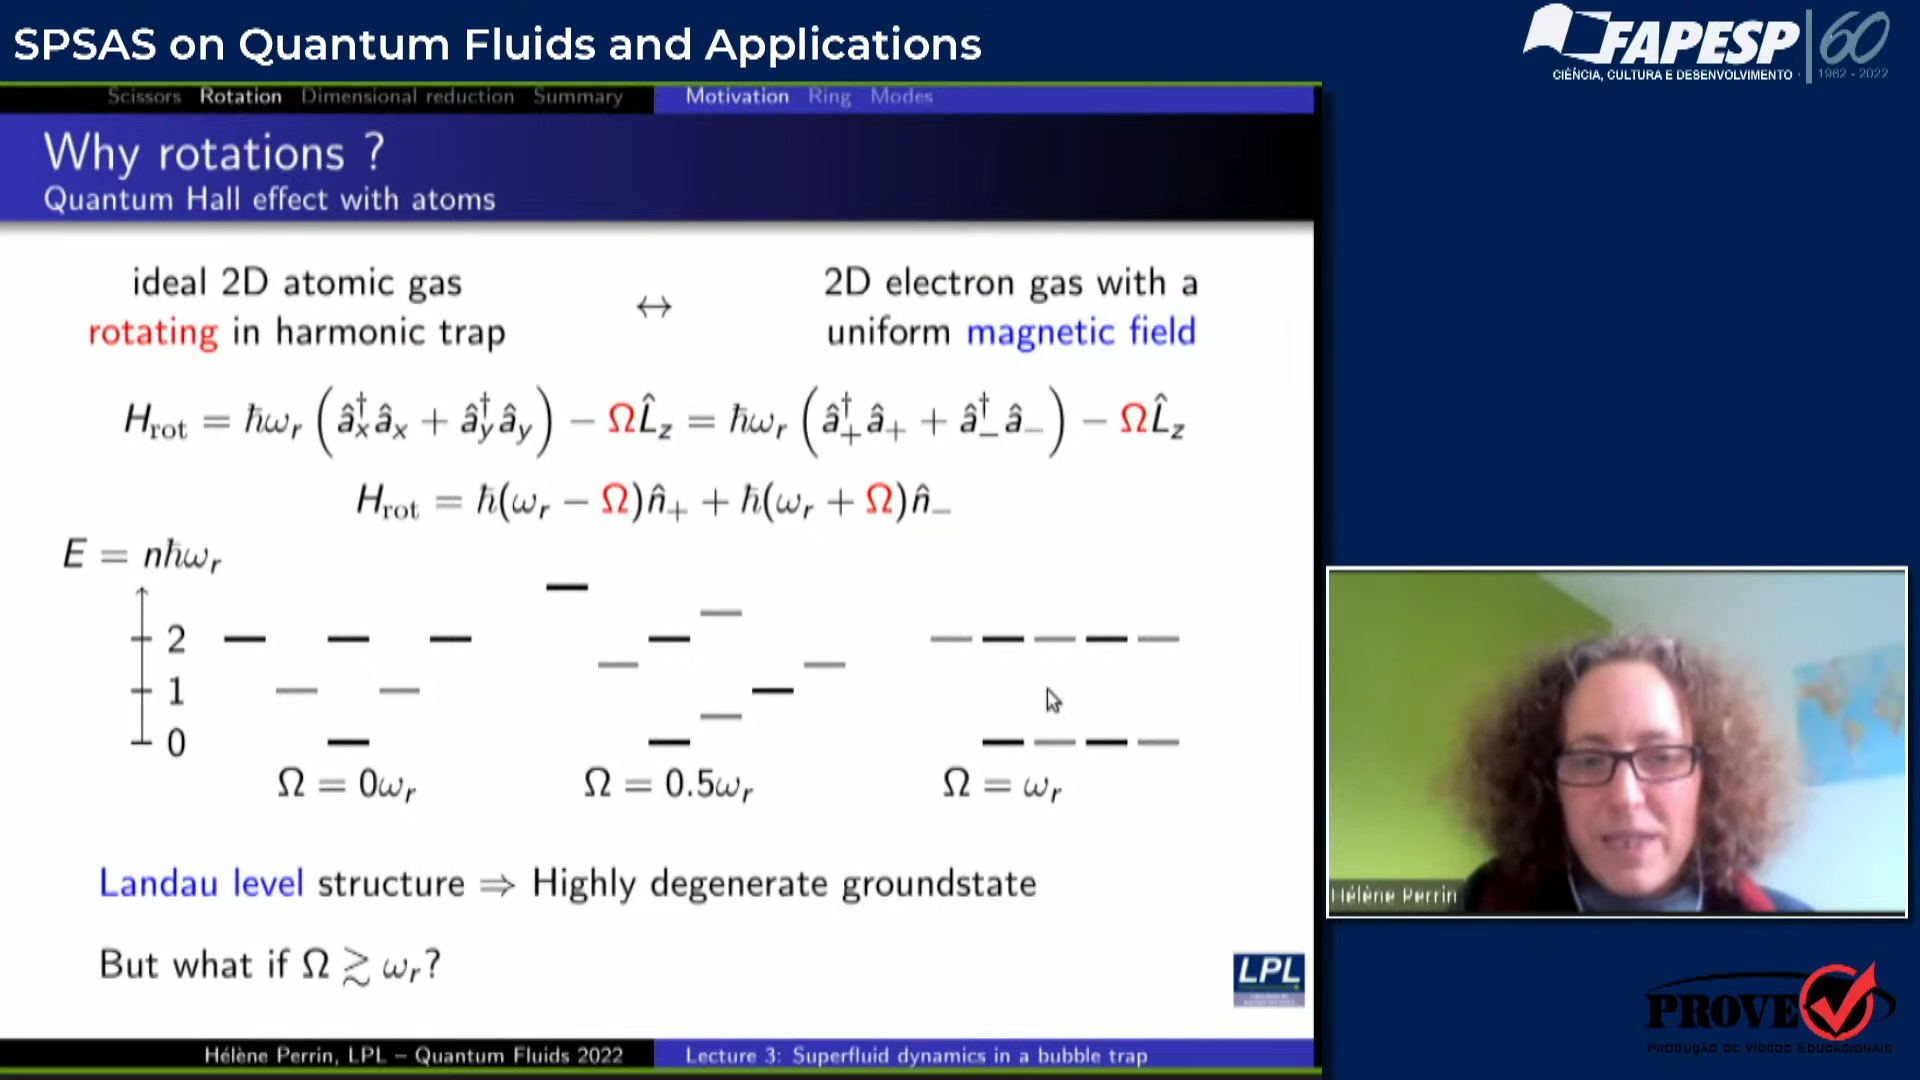 SPSAS on Quantum Fluids and Applications
FAPESP 60
CIÊNCIA, CULTURA E DESENVOLVIMENTO 1962 - 2022
Scissors Rotation Dimensional reduction Summary Motivation Ring Modes
Why rotations ?
Quantum Hall effect with atoms
ideal 2D atomic gas
rotating in harmonic trap
↔
2D electron gas with a
uniform magnetic field
H_rot = ħω_r (â†_x â_x + â†_y â_y) − ΩL̂_z = ħω_r (â†_+ â_+ + â†_− â_−) − ΩL̂_z
H_rot = ħ(ω_r − Ω)n̂_+ + ħ(ω_r + Ω)n̂_−
E = nħω_r
2
1
0
Ω = 0ω_r Ω = 0.5ω_r Ω = ω_r
Landau level structure ⇒ Highly degenerate groundstate
But what if Ω ≳ ω_r?
LPL
Hélène Perrin, LPL – Quantum Fluids 2022 Lecture 3: Superfluid dynamics in a bubble trap
Hélène Perrin
PROVE
PRODUÇÃO DE VÍDEOS EDUCACIONAIS